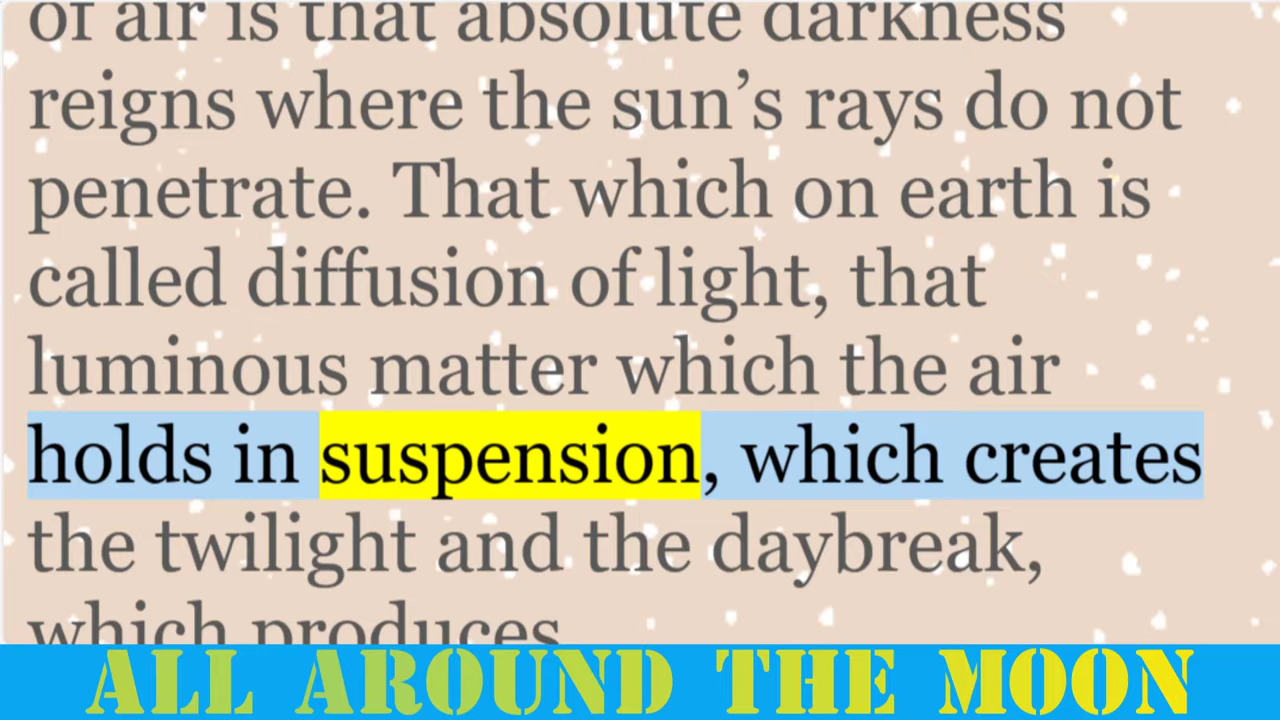 of air is that absolute darkness
reigns where the sun’s rays do not
penetrate. That which on earth is
called diffusion of light, that
luminous matter which the air
holds in suspension, which creates
the twilight and the daybreak,
which produces
ALL AROUND THE MOON